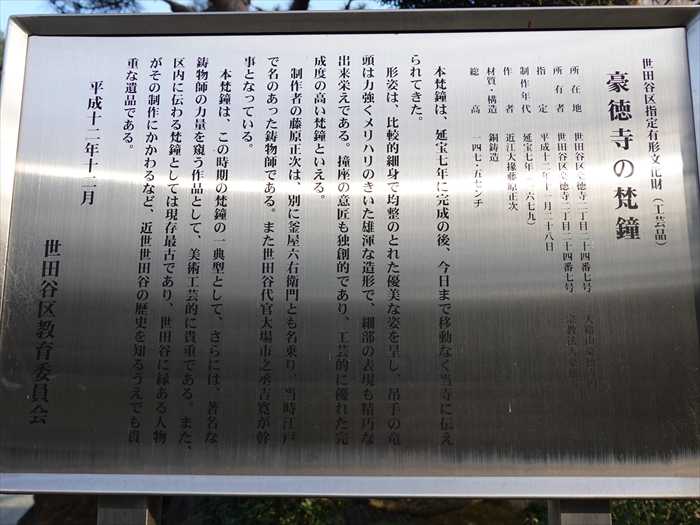 世田谷区指定有形文化財(工芸品)
豪徳寺の梵鐘
所在地 世田谷区豪徳寺二丁目二十四番七号 大谿山豪徳寺
所有者 世田谷区豪徳寺二丁目二十四番七号 宗教法人豪徳寺
指定 平成十二年十一月二十八日
制作年代 延宝七年(一六七九)
作者 近江大掾藤原正次
材質・構造 銅鋳造
総高 一四七・五センチ
本梵鐘は、延宝七年に完成の後、今日まで移動なく当寺に伝え
られてきた。
形姿は、比較的細身で均整のとれた優美な姿を呈し、吊手の竜
頭は力強くメリハリのきいた雄渾な造形で、細部の表現も精巧な
出来栄えである。撞座の意匠も独創的であり、工芸的に優れた完
成度の高い梵鐘といえる。
制作者の藤原正次は、別に釜屋六右衛門とも名乗り、当時江戸
で名のあった鋳物師である。また世田谷代官大場市之丞吉寛が幹
事となっている。
本梵鐘は、この時期の梵鐘の一典型として、さらには、著名な
鋳物師の力量を窺う作品として、美術工芸的に貴重である。また、
区内に伝わる梵鐘としては現存最古であり、世田谷に縁ある人物
がその制作にかかわるなど、近世世田谷の歴史を知るうえでも貴
重な遺品である。
平成十二年十二月
世田谷区教育委員会